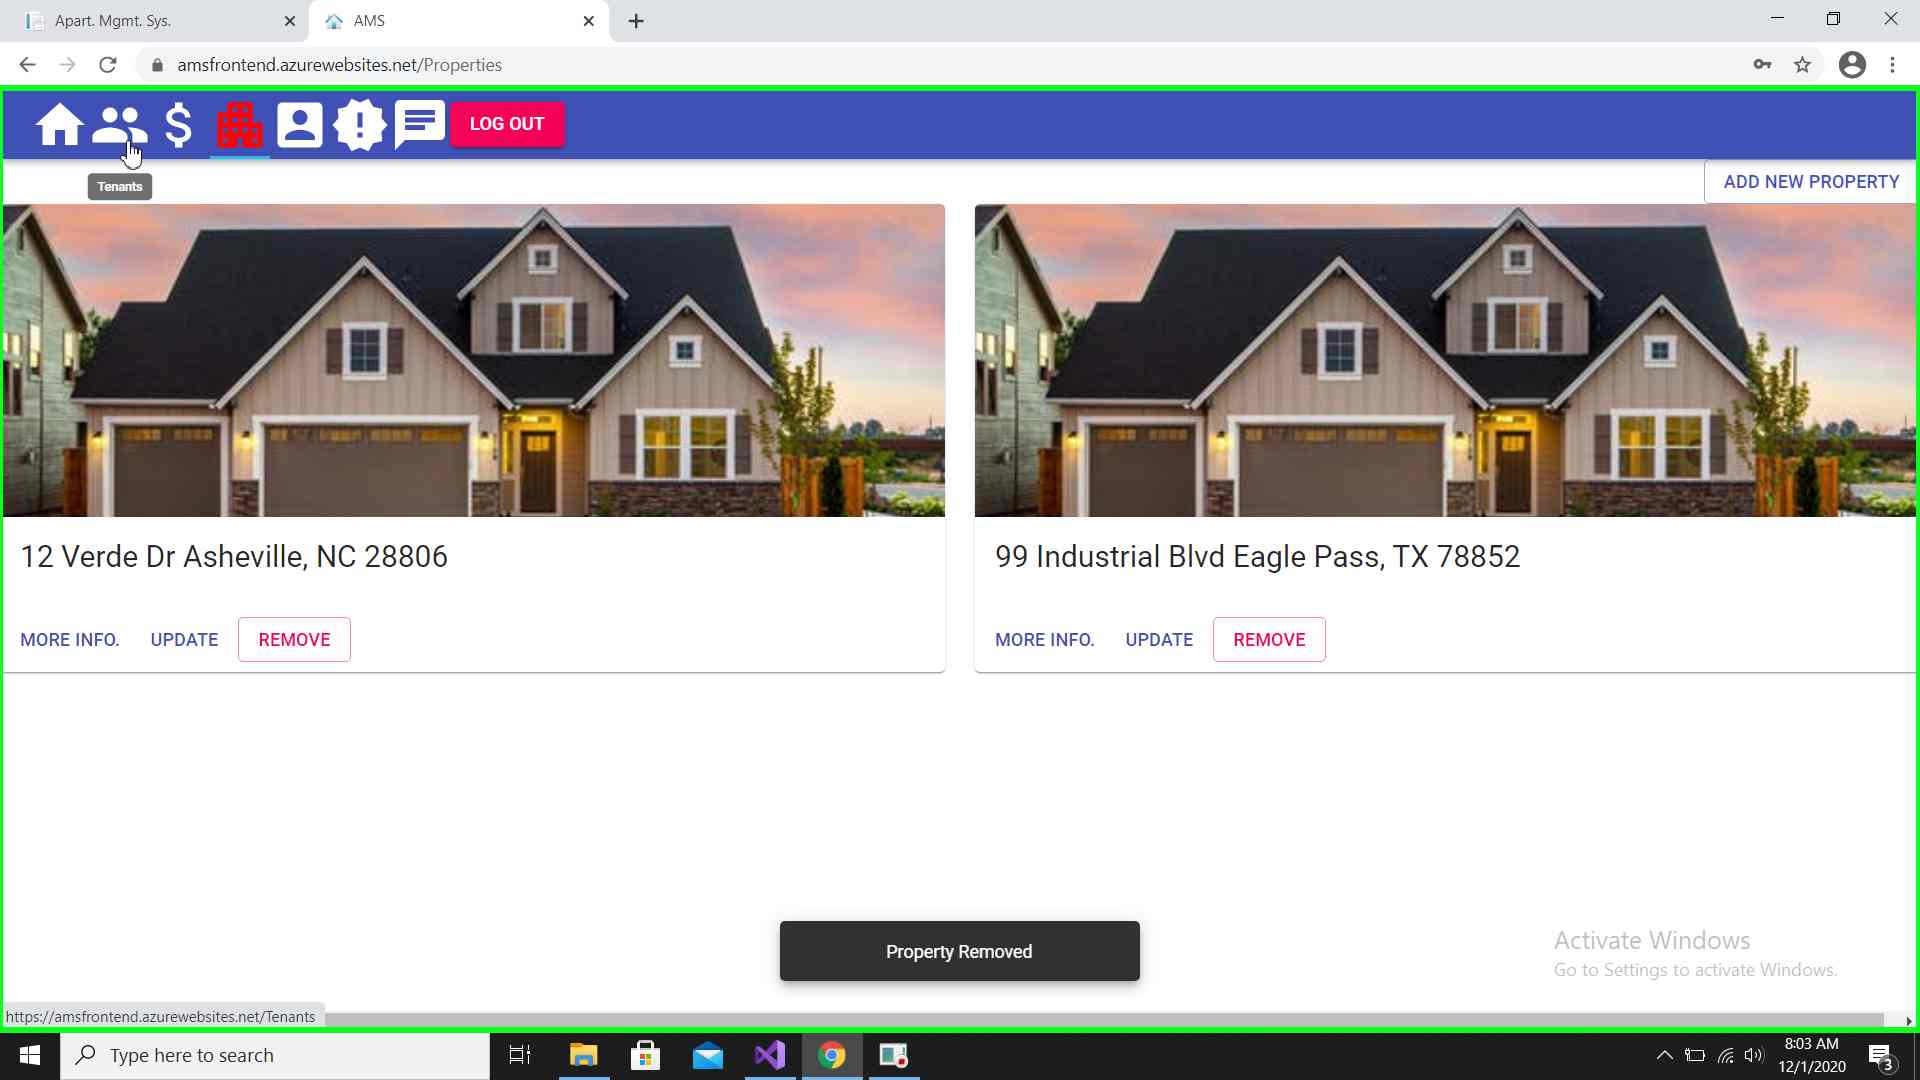 Apart. Mgmt. Sys.
AMS
amsfrontend.azurewebsites.net/Properties
LOG OUT
Tenants
ADD NEW PROPERTY
12 Verde Dr Asheville, NC 28806
99 Industrial Blvd Eagle Pass, TX 78852
MORE INFO. UPDATE REMOVE
MORE INFO. UPDATE REMOVE
Property Removed
Activate Windows
Go to Settings to activate Windows.
https://amsfrontend.azurewebsites.net/Tenants
Type here to search
8:03 AM
12/1/2020
3